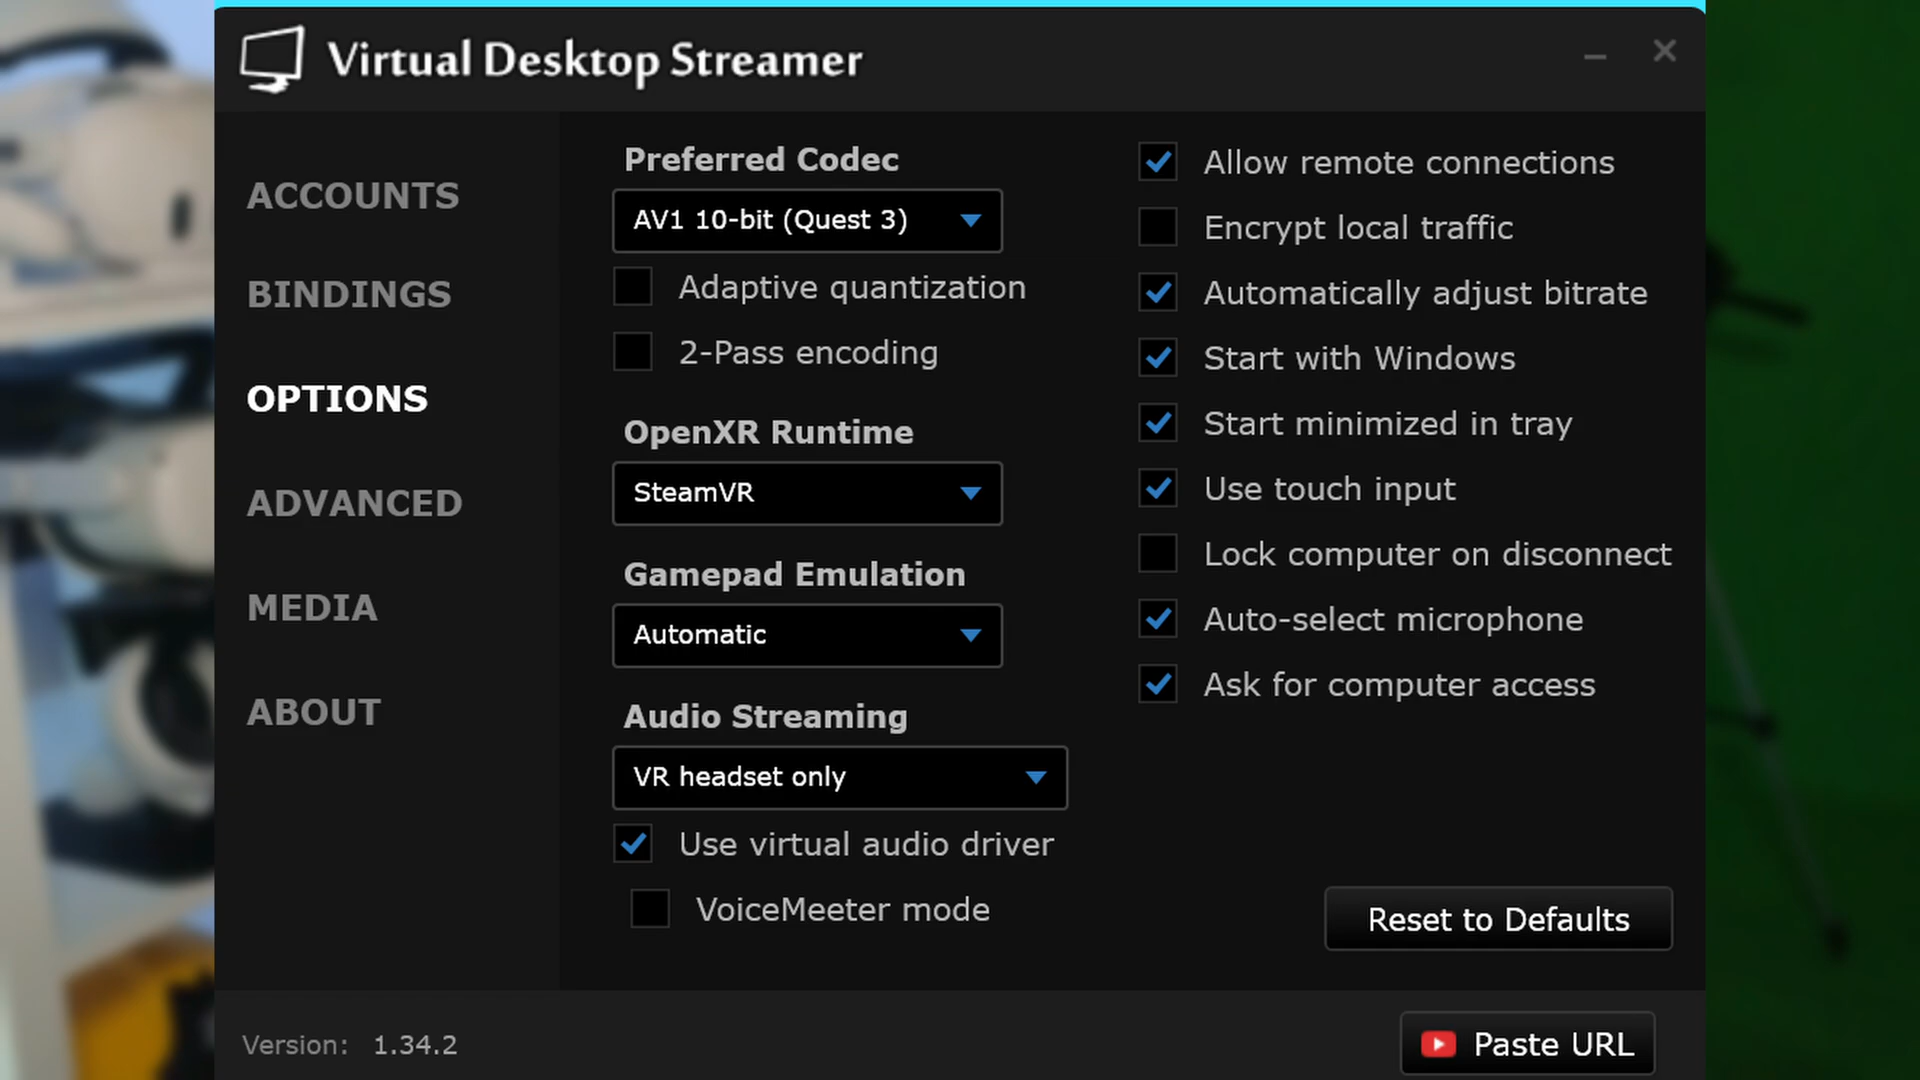 Virtual Desktop Streamer
ACCOUNTS
BINDINGS
OPTIONS
ADVANCED
MEDIA
ABOUT
Preferred Codec
AV1 10-bit (Quest 3)
Adaptive quantization
2-Pass encoding
OpenXR Runtime
SteamVR
Gamepad Emulation
Automatic
Audio Streaming
VR headset only
Use virtual audio driver
VoiceMeeter mode
Allow remote connections
Encrypt local traffic
Automatically adjust bitrate
Start with Windows
Start minimized in tray
Use touch input
Lock computer on disconnect
Auto-select microphone
Ask for computer access
Reset to Defaults
Version: 1.34.2
Paste URL